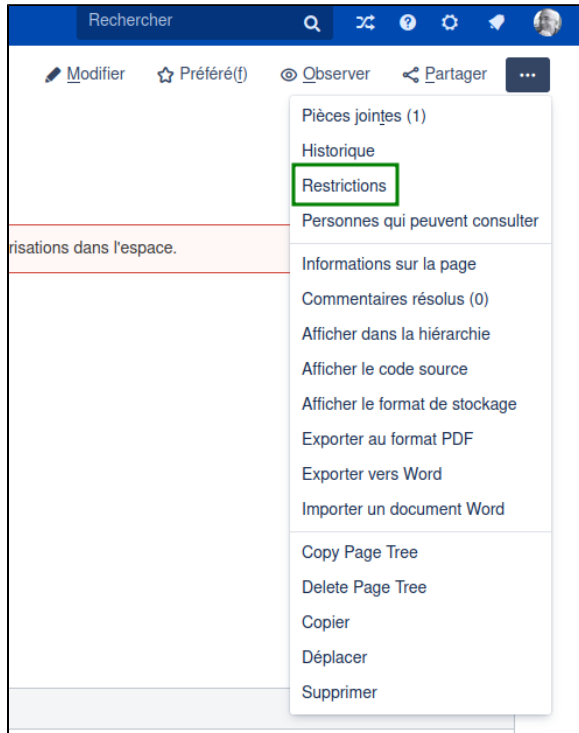 Rechercher
Modifier Préféré(f) Observer Partager ...
Pièces jointes (1)
Historique
Restrictions
Personnes qui peuvent consulter
risations dans l'espace.
Informations sur la page
Commentaires résolus (0)
Afficher dans la hiérarchie
Afficher le code source
Afficher le format de stockage
Exporter au format PDF
Exporter vers Word
Importer un document Word
Copy Page Tree
Delete Page Tree
Copier
Déplacer
Supprimer